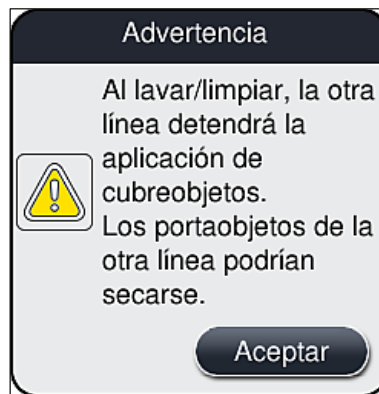 Advertencia
Al lavar/limpiar, la otra
línea detendrá la
aplicación de
cubreobjetos.
Los portaobjetos de la
otra línea podrían
secarse.
Aceptar